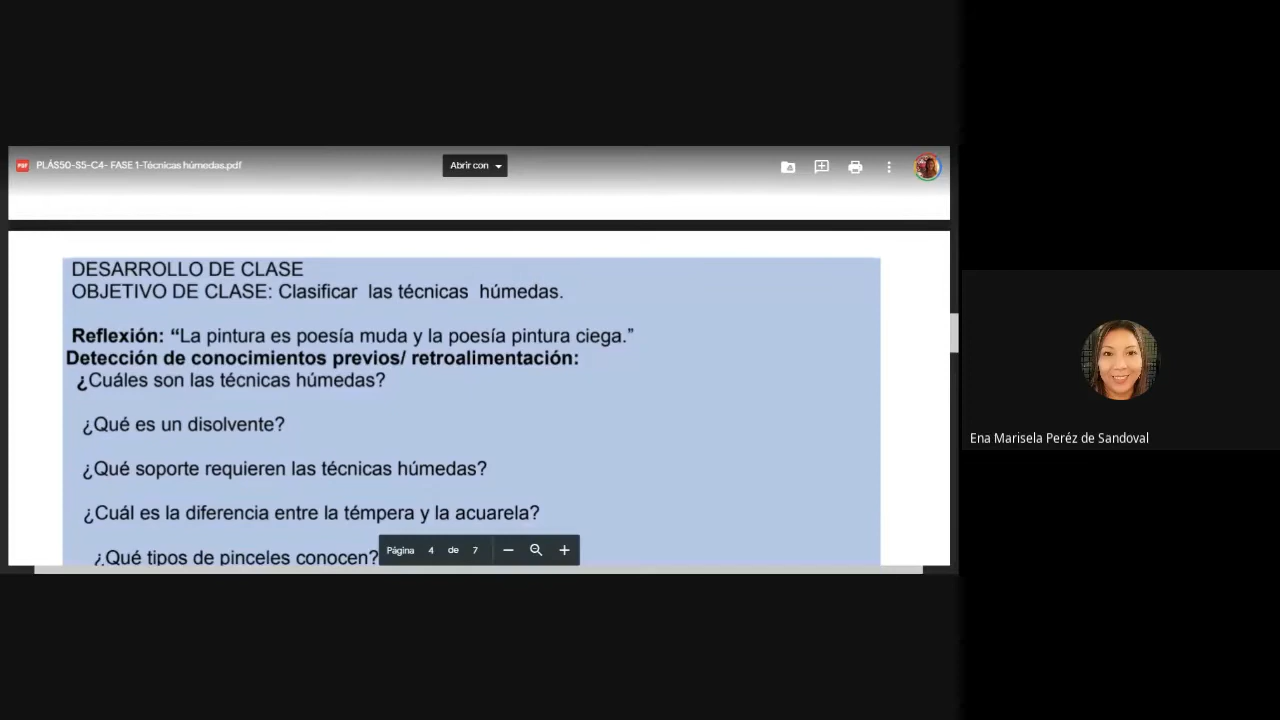 PDF PLÁS50-S5-C4- FASE 1-Técnicas húmedas.pdf
Abrir con
DESARROLLO DE CLASE
OBJETIVO DE CLASE: Clasificar las técnicas húmedas.
Reflexión: “La pintura es poesía muda y la poesía pintura ciega.”
Detección de conocimientos previos/ retroalimentación:
¿Cuáles son las técnicas húmedas?
¿Qué es un disolvente?
¿Qué soporte requieren las técnicas húmedas?
¿Cuál es la diferencia entre la témpera y la acuarela?
¿Qué tipos de pinceles conocen?
Página 4 de 7
Ena Marisela Peréz de Sandoval